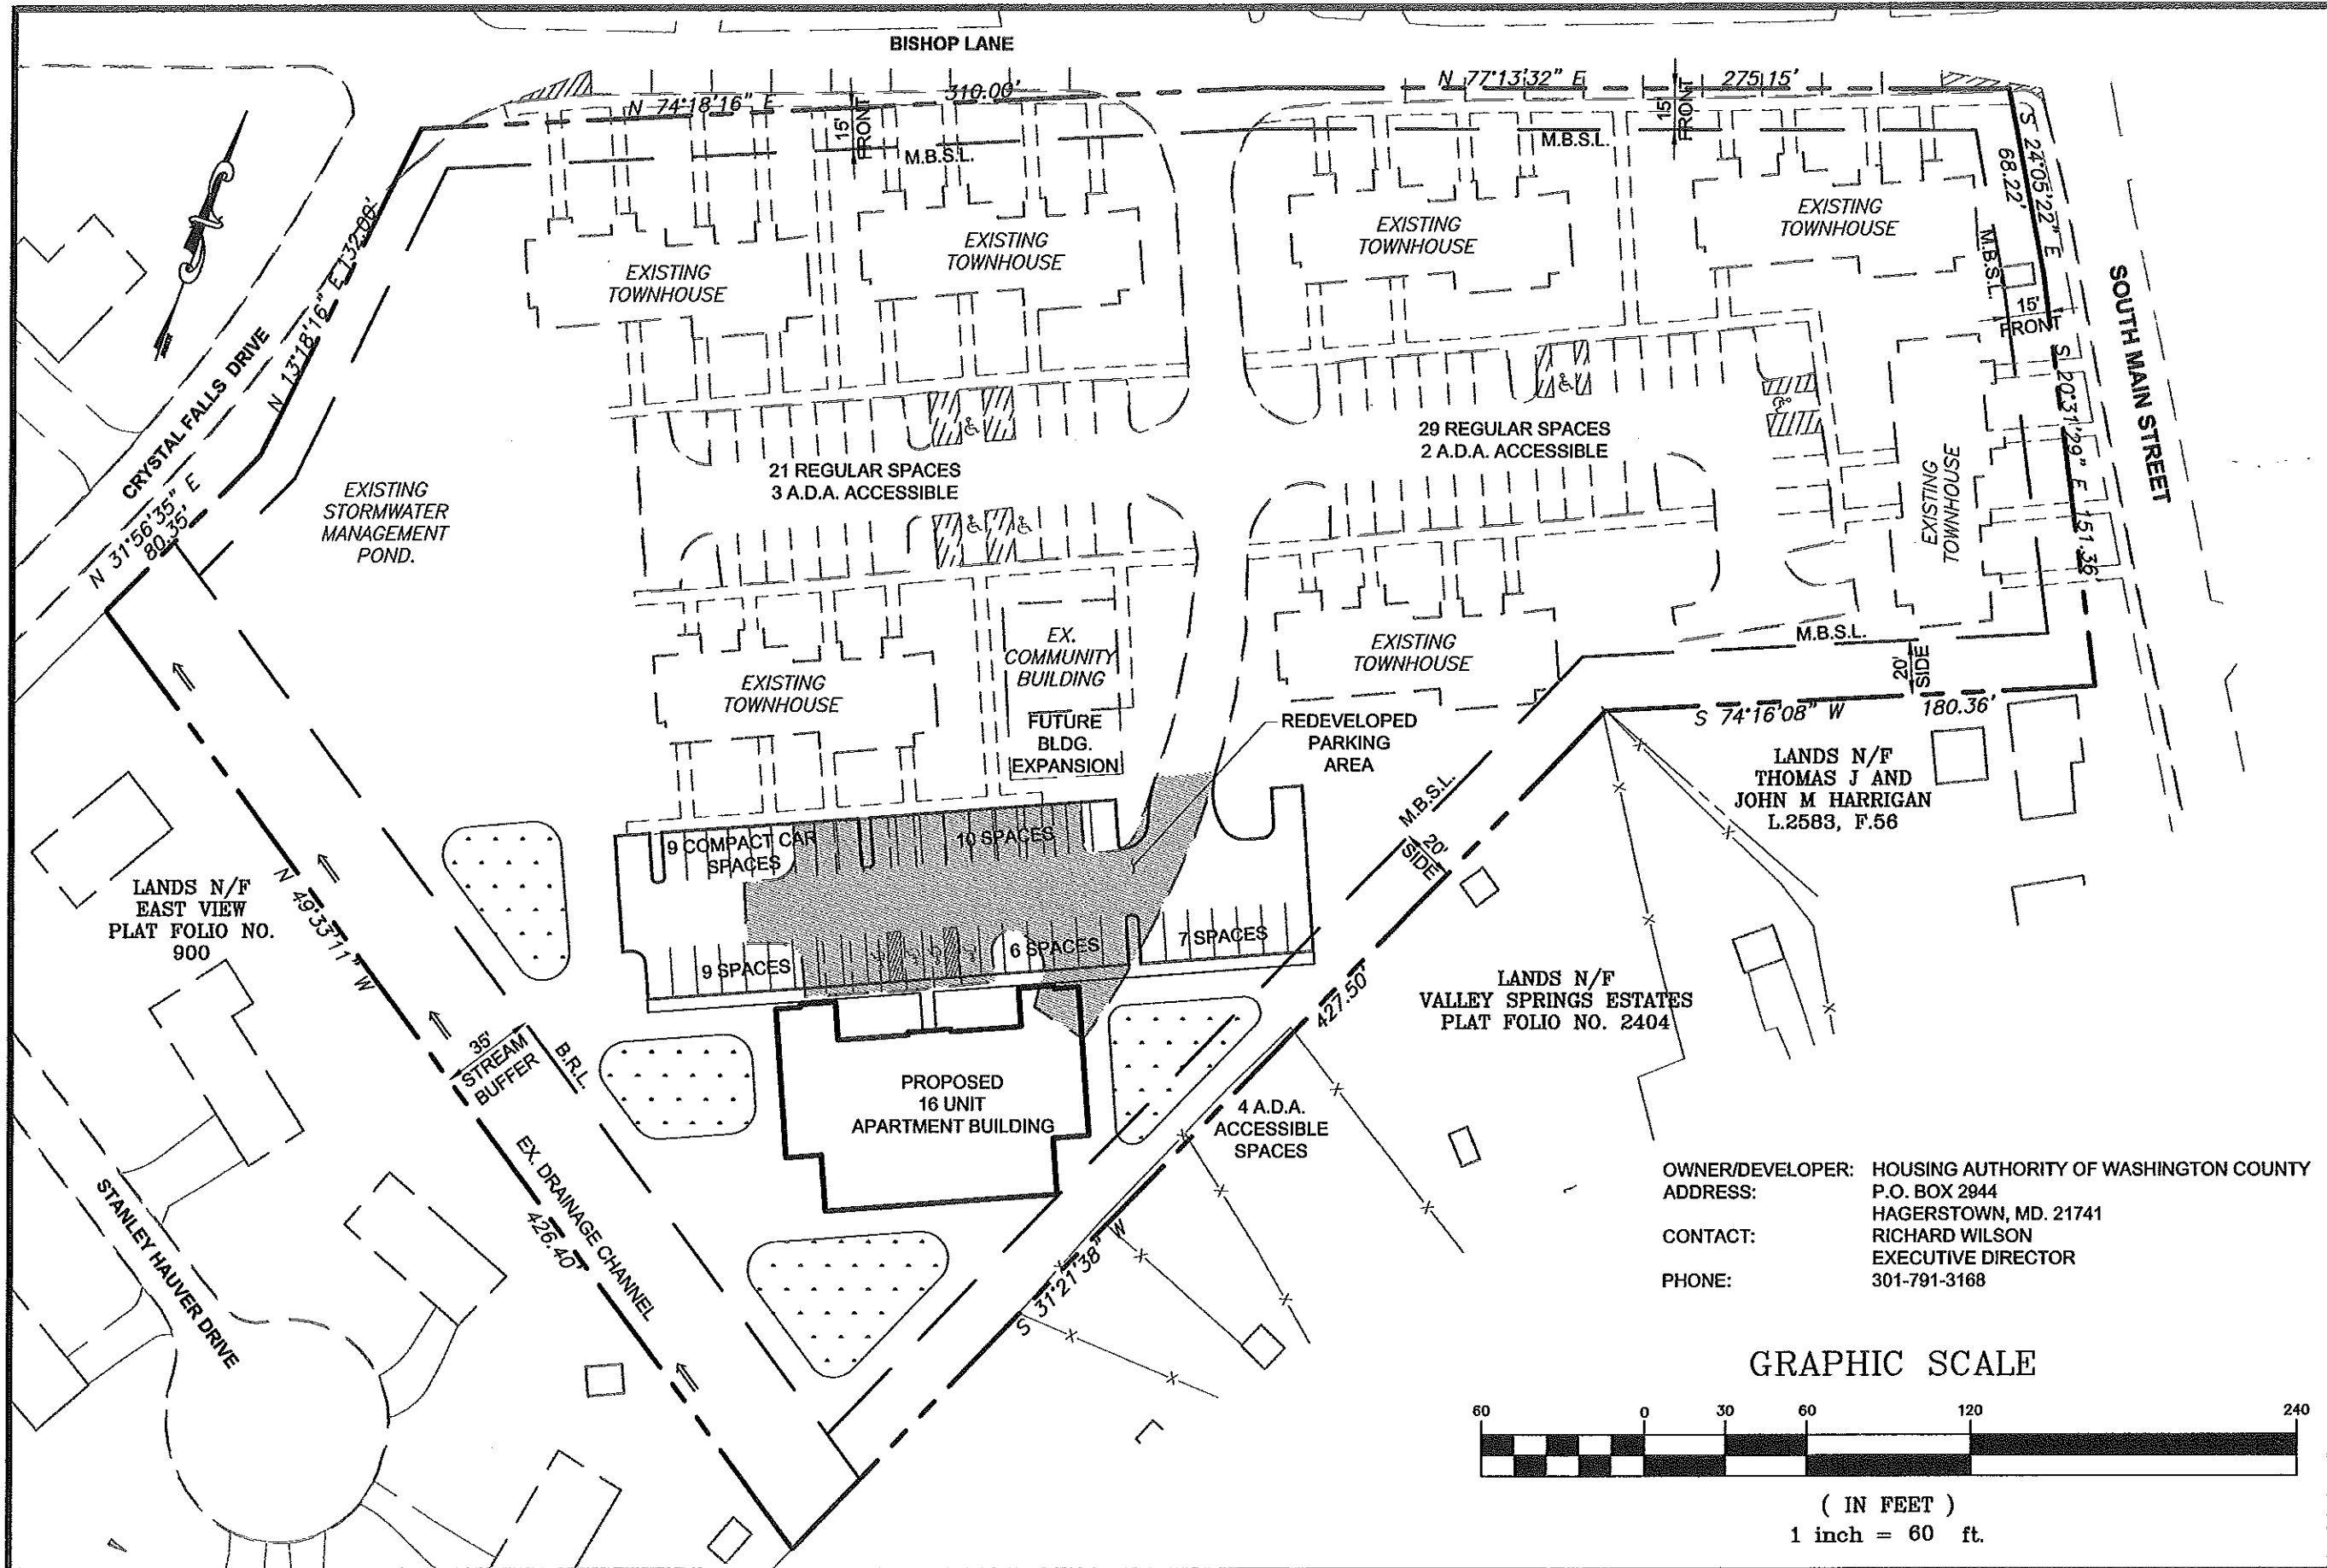 BISHOP LANE
N 74°18'16" E
310.00'
N 77°13'32" E
275.15'
15'
FRONT
M.B.S.L.
15'
FRONT
M.B.S.L.
S 24°05'22" E
68.22'
M.B.S.L.
15'
FRONT
SOUTH MAIN STREET
S 20°31'29" E 151.36'
N 13°18'16" E 132.00'
CRYSTAL FALLS DRIVE
N 31°56'35" E
80.35'
EXISTING
STORMWATER
MANAGEMENT
POND.
EXISTING
TOWNHOUSE
EXISTING
TOWNHOUSE
EXISTING
TOWNHOUSE
EXISTING
TOWNHOUSE
21 REGULAR SPACES
3 A.D.A. ACCESSIBLE
29 REGULAR SPACES
2 A.D.A. ACCESSIBLE
EXISTING
TOWNHOUSE
EXISTING
TOWNHOUSE
EX.
COMMUNITY
BUILDING
FUTURE
BLDG.
EXPANSION
EXISTING
TOWNHOUSE
M.B.S.L.
20'
SIDE
S 74°16'08" W
180.36'
REDEVELOPED
PARKING
AREA
M.B.S.L.
20'
SIDE
LANDS N/F
THOMAS J AND
JOHN M HARRIGAN
L.2583, F.56
9 COMPACT CAR
SPACES
10 SPACES
9 SPACES
6 SPACES
7 SPACES
LANDS N/F
EAST VIEW
PLAT FOLIO NO.
900
N 49°33'11" W
426.40'
35'
STREAM
BUFFER
B.R.L.
EX. DRAINAGE CHANNEL
STANLEY HAUVER DRIVE
PROPOSED
16 UNIT
APARTMENT BUILDING
427.50'
S 31°21'38" W
4 A.D.A.
ACCESSIBLE
SPACES
LANDS N/F
VALLEY SPRINGS ESTATES
PLAT FOLIO NO. 2404
OWNER/DEVELOPER: HOUSING AUTHORITY OF WASHINGTON COUNTY
ADDRESS: P.O. BOX 2944
HAGERSTOWN, MD. 21741
CONTACT: RICHARD WILSON
EXECUTIVE DIRECTOR
PHONE: 301-791-3168
GRAPHIC SCALE
60 0 30 60 120 240
( IN FEET )
1 inch = 60 ft.